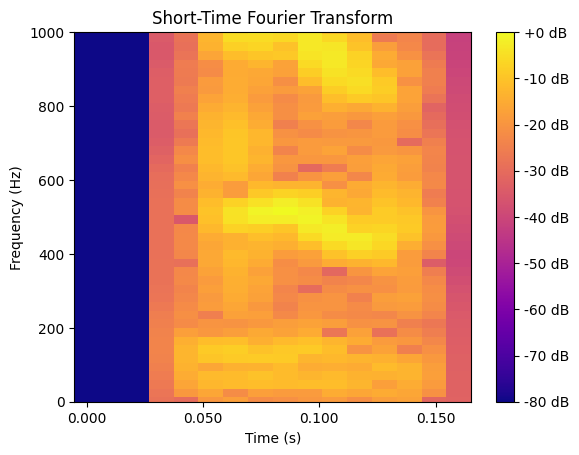 Short-Time Fourier Transform
1000
800
600
400
200
0
Frequency (Hz)
0.000
0.050
0.100
0.150
Time (s)
+0 dB
-10 dB
-20 dB
-30 dB
-40 dB
-50 dB
-60 dB
-70 dB
-80 dB